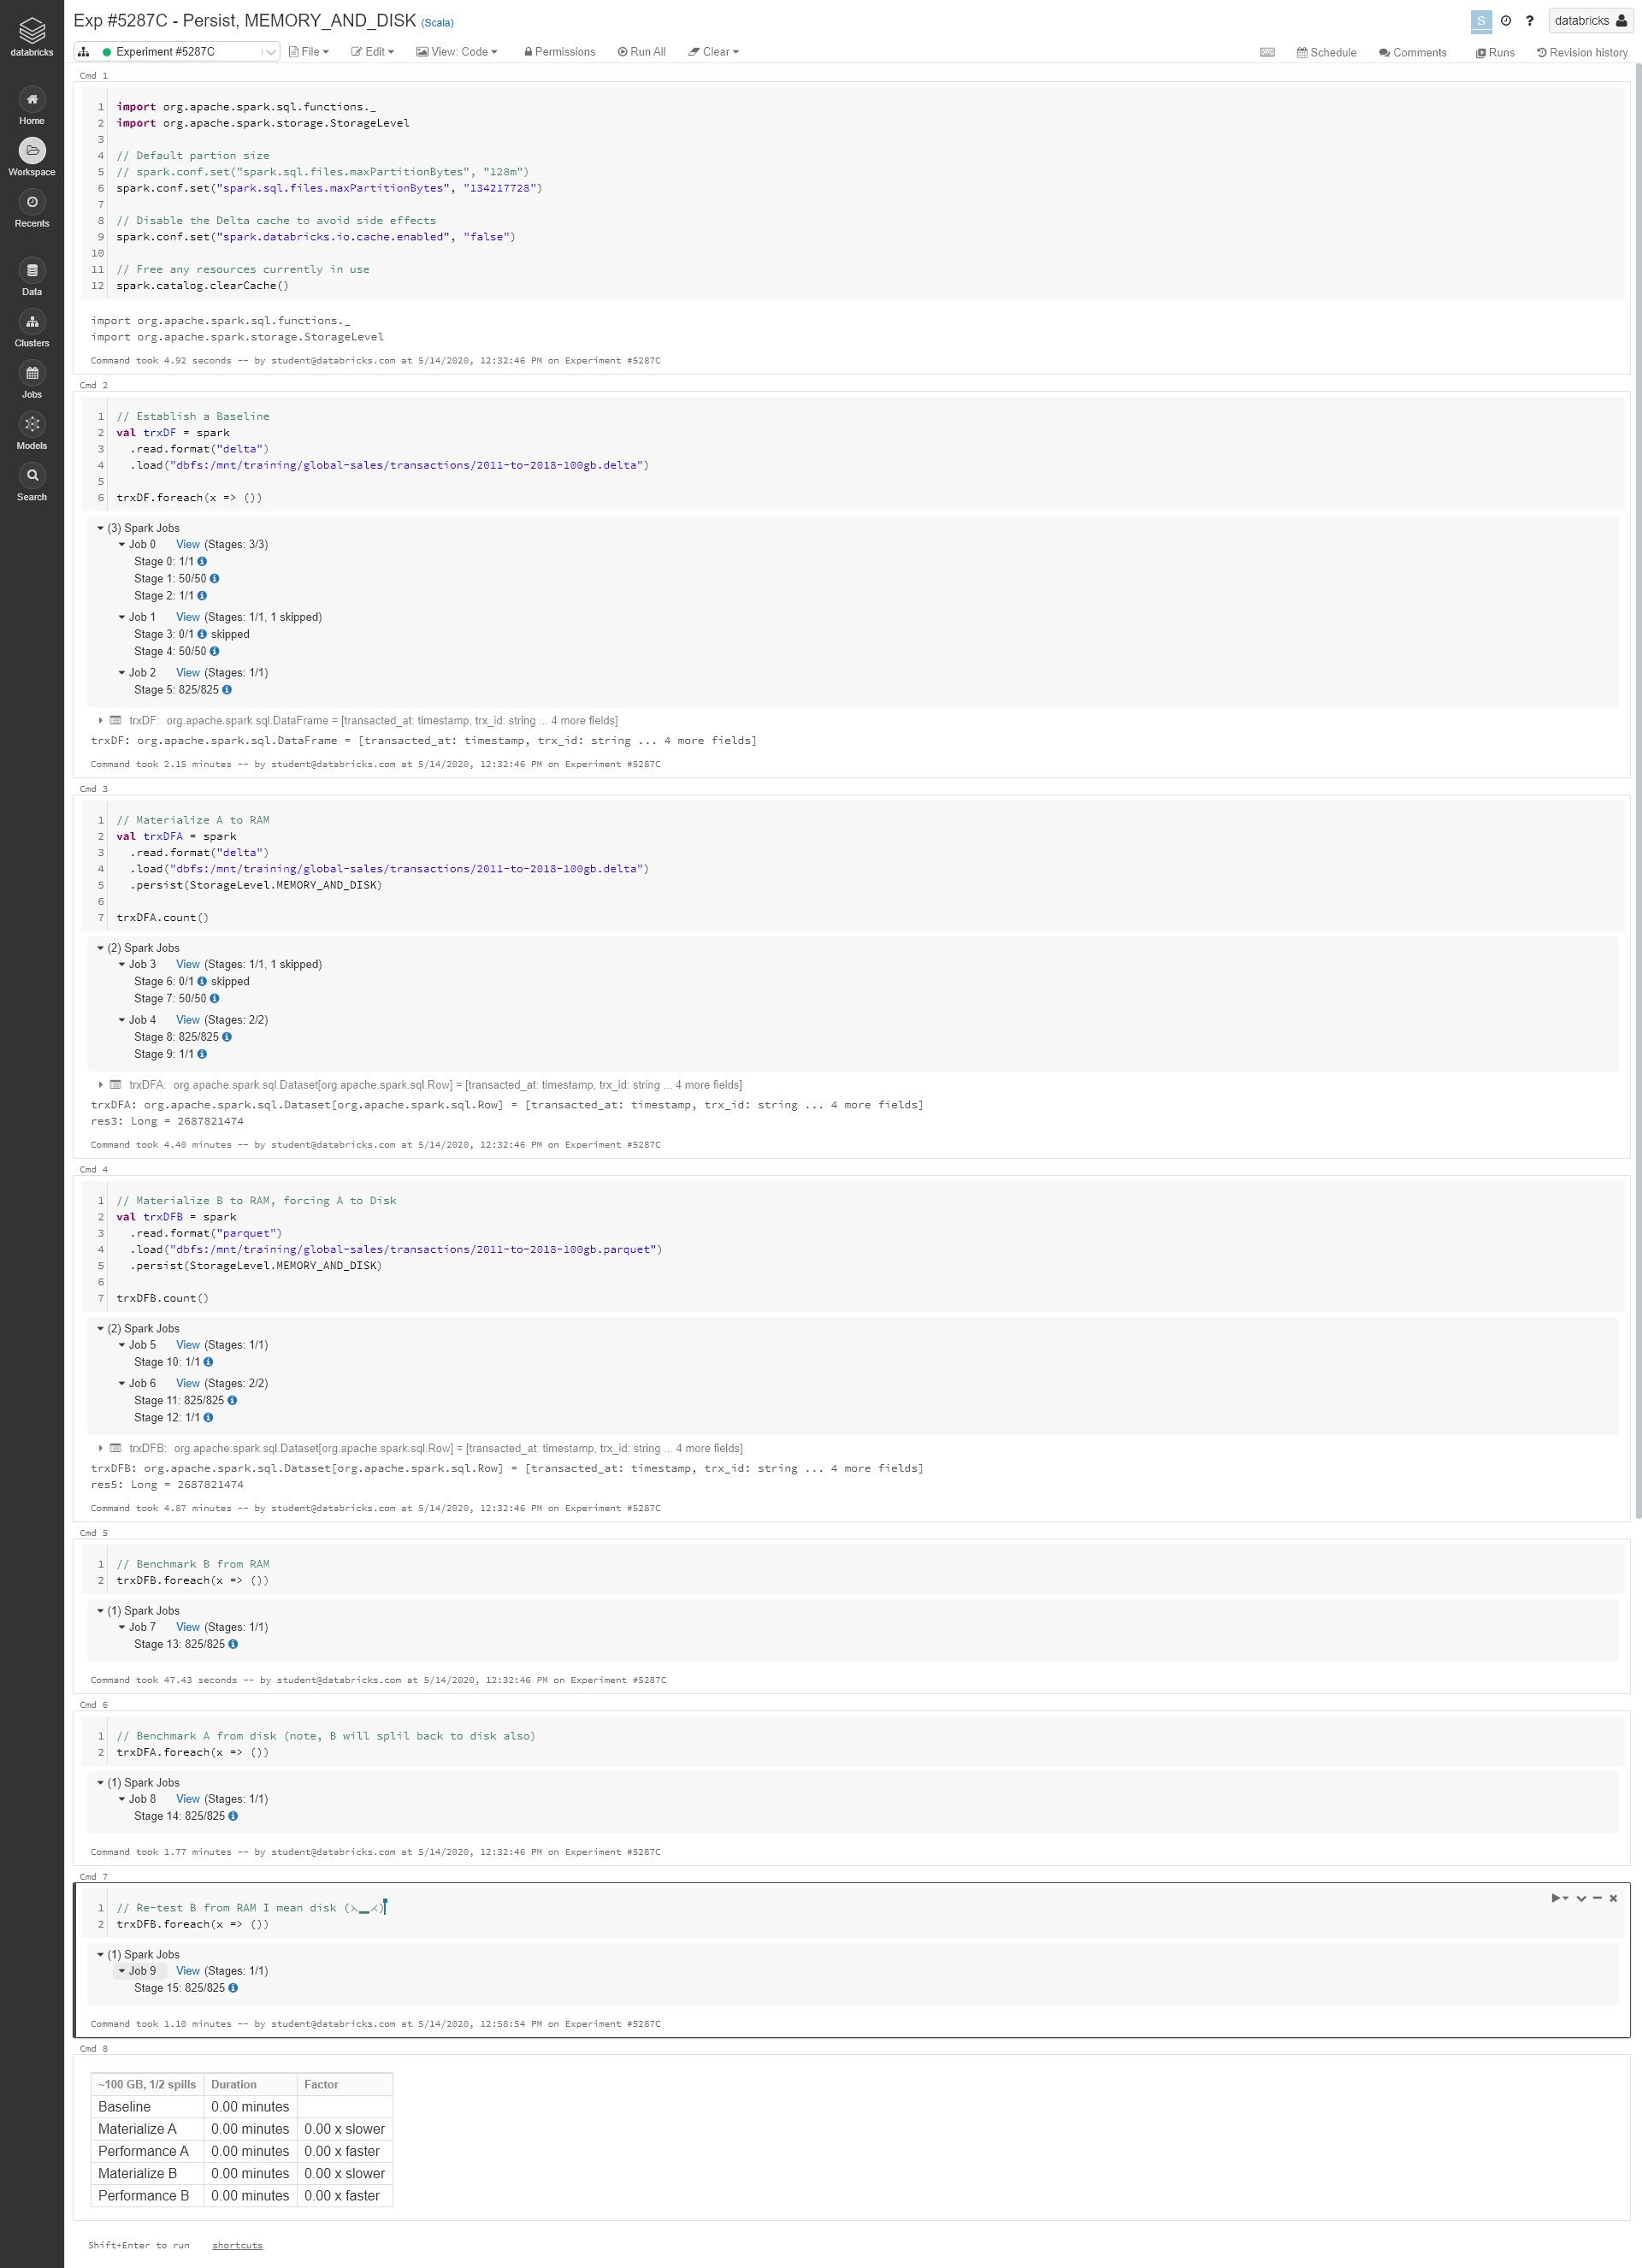 databricks
Home
Workspace
Recents
Data
Clusters
Jobs
Models
Search
Exp #5287C - Persist, MEMORY_AND_DISK (Scala)
S ? databricks
Experiment #5287C File Edit View: Code Permissions Run All Clear Schedule Comments Runs Revision history
Cmd 1
1 import org.apache.spark.sql.functions._
2 import org.apache.spark.storage.StorageLevel
3
4 // Default partion size
5 // spark.conf.set("spark.sql.files.maxPartitionBytes", "128m")
6 spark.conf.set("spark.sql.files.maxPartitionBytes", "134217728")
7
8 // Disable the Delta cache to avoid side effects
9 spark.conf.set("spark.databricks.io.cache.enabled", "false")
10
11 // Free any resources currently in use
12 spark.catalog.clearCache()
import org.apache.spark.sql.functions._
import org.apache.spark.storage.StorageLevel
Command took 4.92 seconds -- by student@databricks.com at 5/14/2020, 12:32:46 PM on Experiment #5287C
Cmd 2
1 // Establish a Baseline
2 val trxDF = spark
3 .read.format("delta")
4 .load("dbfs:/mnt/training/global-sales/transactions/2011-to-2018-100gb.delta")
5
6 trxDF.foreach(x => ())
(3) Spark Jobs
Job 0 View (Stages: 3/3)
Stage 0: 1/1
Stage 1: 50/50
Stage 2: 1/1
Job 1 View (Stages: 1/1, 1 skipped)
Stage 3: 0/1 skipped
Stage 4: 50/50
Job 2 View (Stages: 1/1)
Stage 5: 825/825
trxDF: org.apache.spark.sql.DataFrame = [transacted_at: timestamp, trx_id: string ... 4 more fields]
trxDF: org.apache.spark.sql.DataFrame = [transacted_at: timestamp, trx_id: string ... 4 more fields]
Command took 2.15 minutes -- by student@databricks.com at 5/14/2020, 12:32:46 PM on Experiment #5287C
Cmd 3
1 // Materialize A to RAM
2 val trxDFA = spark
3 .read.format("delta")
4 .load("dbfs:/mnt/training/global-sales/transactions/2011-to-2018-100gb.delta")
5 .persist(StorageLevel.MEMORY_AND_DISK)
6
7 trxDFA.count()
(2) Spark Jobs
Job 3 View (Stages: 1/1, 1 skipped)
Stage 6: 0/1 skipped
Stage 7: 50/50
Job 4 View (Stages: 2/2)
Stage 8: 825/825
Stage 9: 1/1
trxDFA: org.apache.spark.sql.Dataset[org.apache.spark.sql.Row] = [transacted_at: timestamp, trx_id: string ... 4 more fields]
trxDFA: org.apache.spark.sql.Dataset[org.apache.spark.sql.Row] = [transacted_at: timestamp, trx_id: string ... 4 more fields]
res3: Long = 2687821474
Command took 4.40 minutes -- by student@databricks.com at 5/14/2020, 12:32:46 PM on Experiment #5287C
Cmd 4
1 // Materialize B to RAM, forcing A to Disk
2 val trxDFB = spark
3 .read.format("parquet")
4 .load("dbfs:/mnt/training/global-sales/transactions/2011-to-2018-100gb.parquet")
5 .persist(StorageLevel.MEMORY_AND_DISK)
6
7 trxDFB.count()
(2) Spark Jobs
Job 5 View (Stages: 1/1)
Stage 10: 1/1
Job 6 View (Stages: 2/2)
Stage 11: 825/825
Stage 12: 1/1
trxDFB: org.apache.spark.sql.Dataset[org.apache.spark.sql.Row] = [transacted_at: timestamp, trx_id: string ... 4 more fields]
trxDFB: org.apache.spark.sql.Dataset[org.apache.spark.sql.Row] = [transacted_at: timestamp, trx_id: string ... 4 more fields]
res5: Long = 2687821474
Command took 4.87 minutes -- by student@databricks.com at 5/14/2020, 12:32:46 PM on Experiment #5287C
Cmd 5
1 // Benchmark B from RAM
2 trxDFB.foreach(x => ())
(1) Spark Jobs
Job 7 View (Stages: 1/1)
Stage 13: 825/825
Command took 47.43 seconds -- by student@databricks.com at 5/14/2020, 12:32:46 PM on Experiment #5287C
Cmd 6
1 // Benchmark A from disk (note, B will splil back to disk also)
2 trxDFA.foreach(x => ())
(1) Spark Jobs
Job 8 View (Stages: 1/1)
Stage 14: 825/825
Command took 1.77 minutes -- by student@databricks.com at 5/14/2020, 12:32:46 PM on Experiment #5287C
Cmd 7
1 // Re-test B from RAM I mean disk (⋋▂⋌)
2 trxDFB.foreach(x => ())
(1) Spark Jobs
Job 9 View (Stages: 1/1)
Stage 15: 825/825
Command took 1.10 minutes -- by student@databricks.com at 5/14/2020, 12:58:54 PM on Experiment #5287C
Cmd 8
~100 GB, 1/2 spills Duration Factor
Baseline 0.00 minutes
Materialize A 0.00 minutes 0.00 x slower
Performance A 0.00 minutes 0.00 x faster
Materialize B 0.00 minutes 0.00 x slower
Performance B 0.00 minutes 0.00 x faster
Shift+Enter to run shortcuts